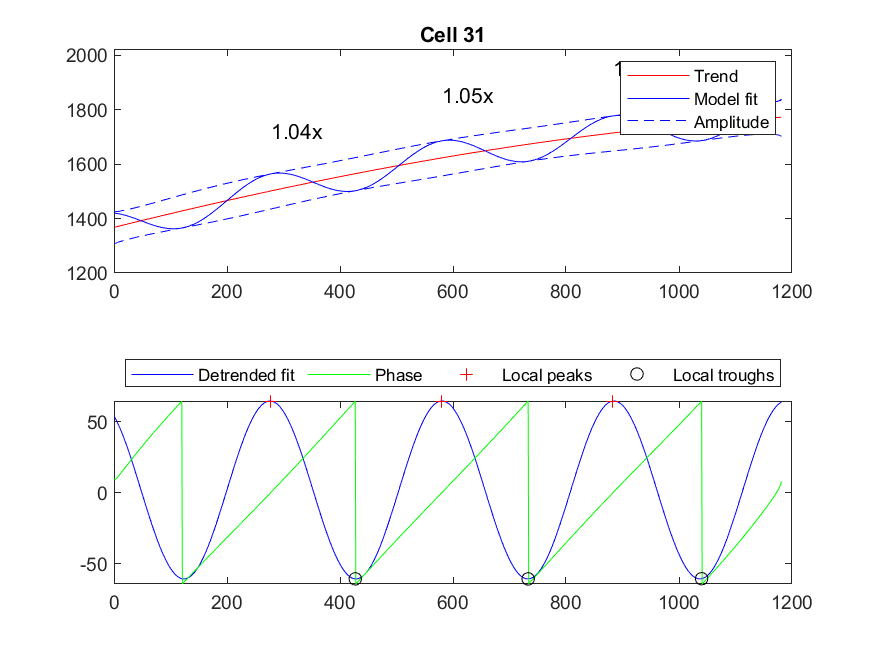 Cell 31
2000
1800
1600
1400
1200
0 200 400 600 800 1000 1200
1.04x
1.05x
Trend
Model fit
Amplitude
Detrended fit Phase Local peaks Local troughs
50
0
-50
0 200 400 600 800 1000 1200